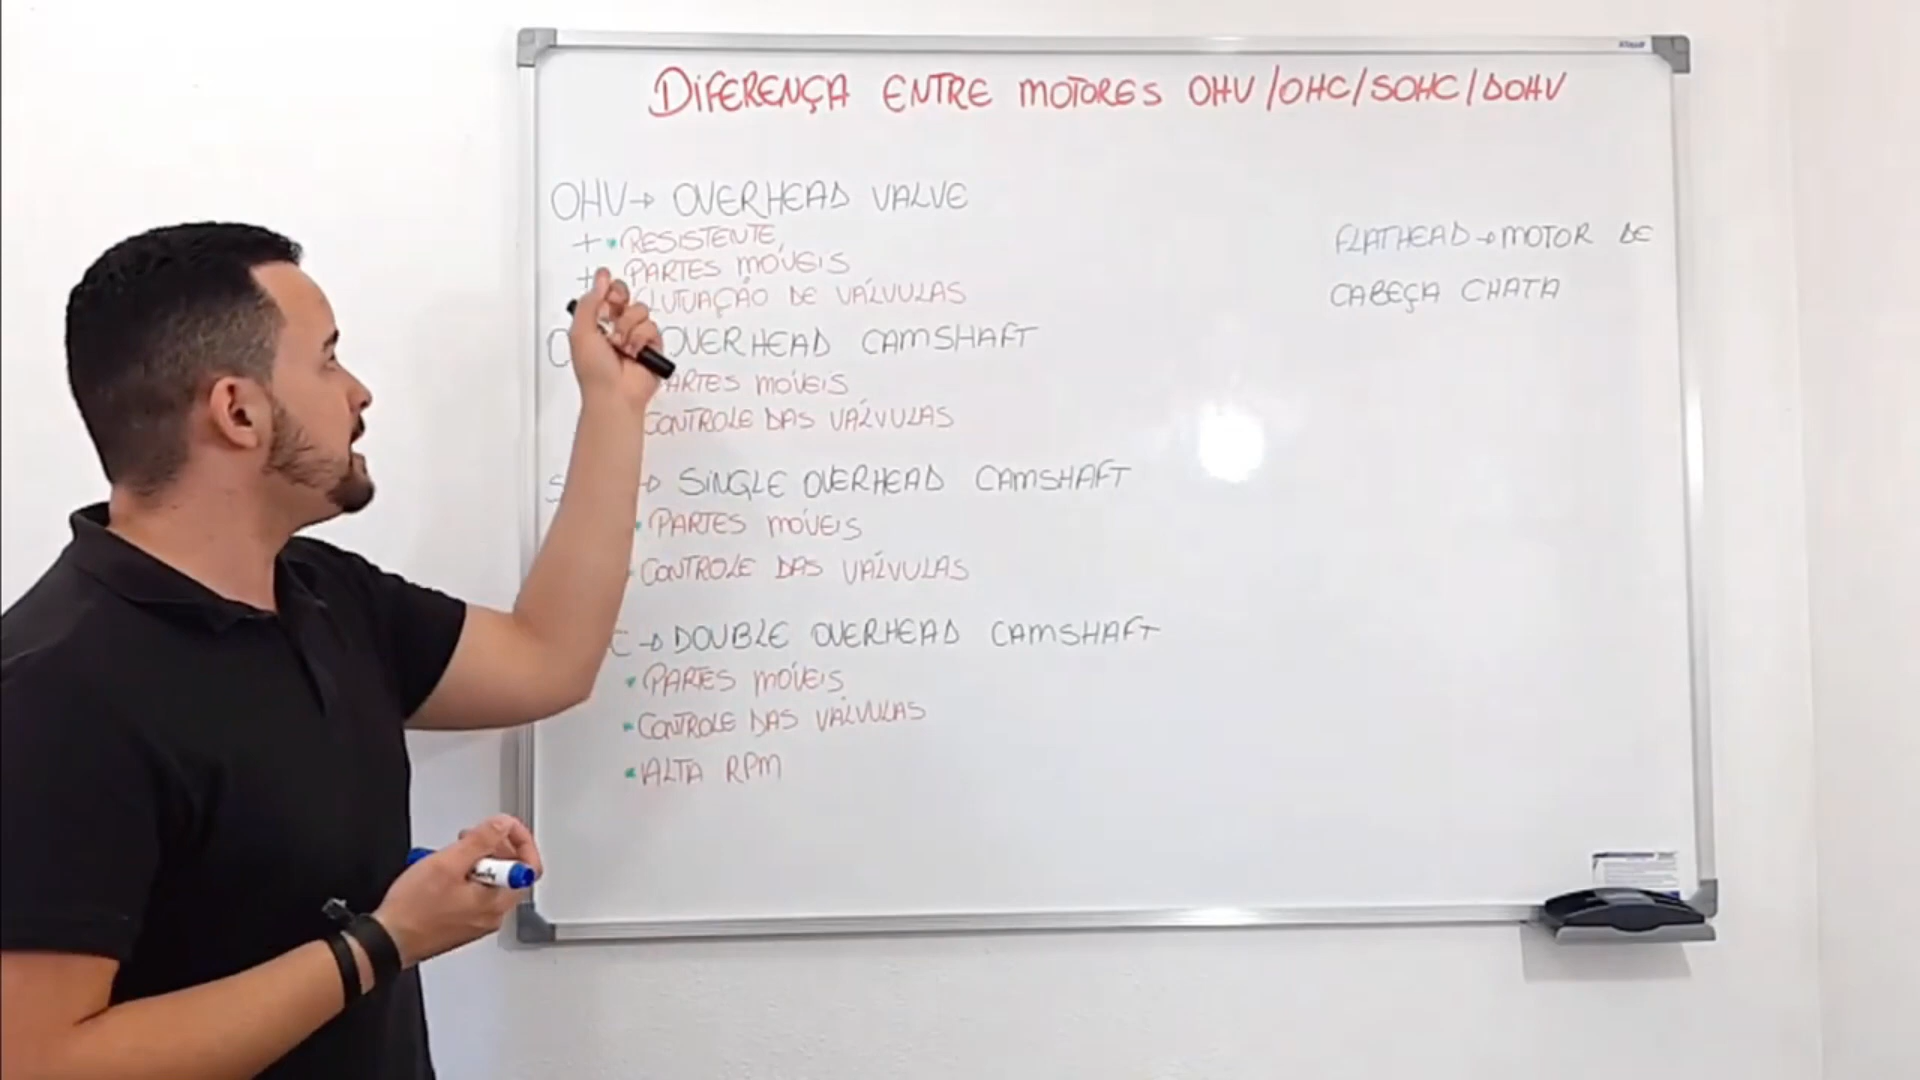 DIFERENÇA ENTRE MOTORES OHV/OHC/SOHC/DOHV
OHV→ OVERHEAD VALVE
+ • RESISTENTE
+ PARTES MÓVEIS
FLUTUAÇÃO DE VÁLVULAS
OVERHEAD CAMSHAFT
PARTES MÓVEIS
CONTROLE DAS VÁLVULAS
→ SINGLE OVERHEAD CAMSHAFT
• PARTES MÓVEIS
• CONTROLE DAS VÁLVULAS
C → DOUBLE OVERHEAD CAMSHAFT
• PARTES MÓVEIS
• CONTROLE DAS VÁLVULAS
• ALTA RPM
FLATHEAD → MOTOR DE
CABEÇA CHATA